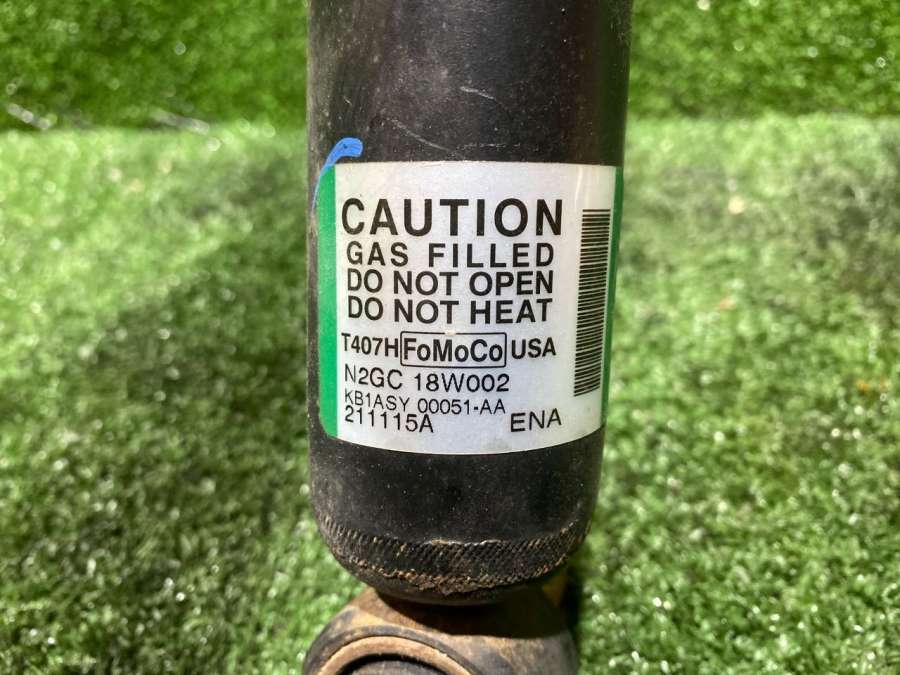 CAUTION
GAS FILLED
DO NOT OPEN
DO NOT HEAT
T407H FoMoCo USA
N2GC 18W002
KB1ASY 00051-AA
211115A ENA